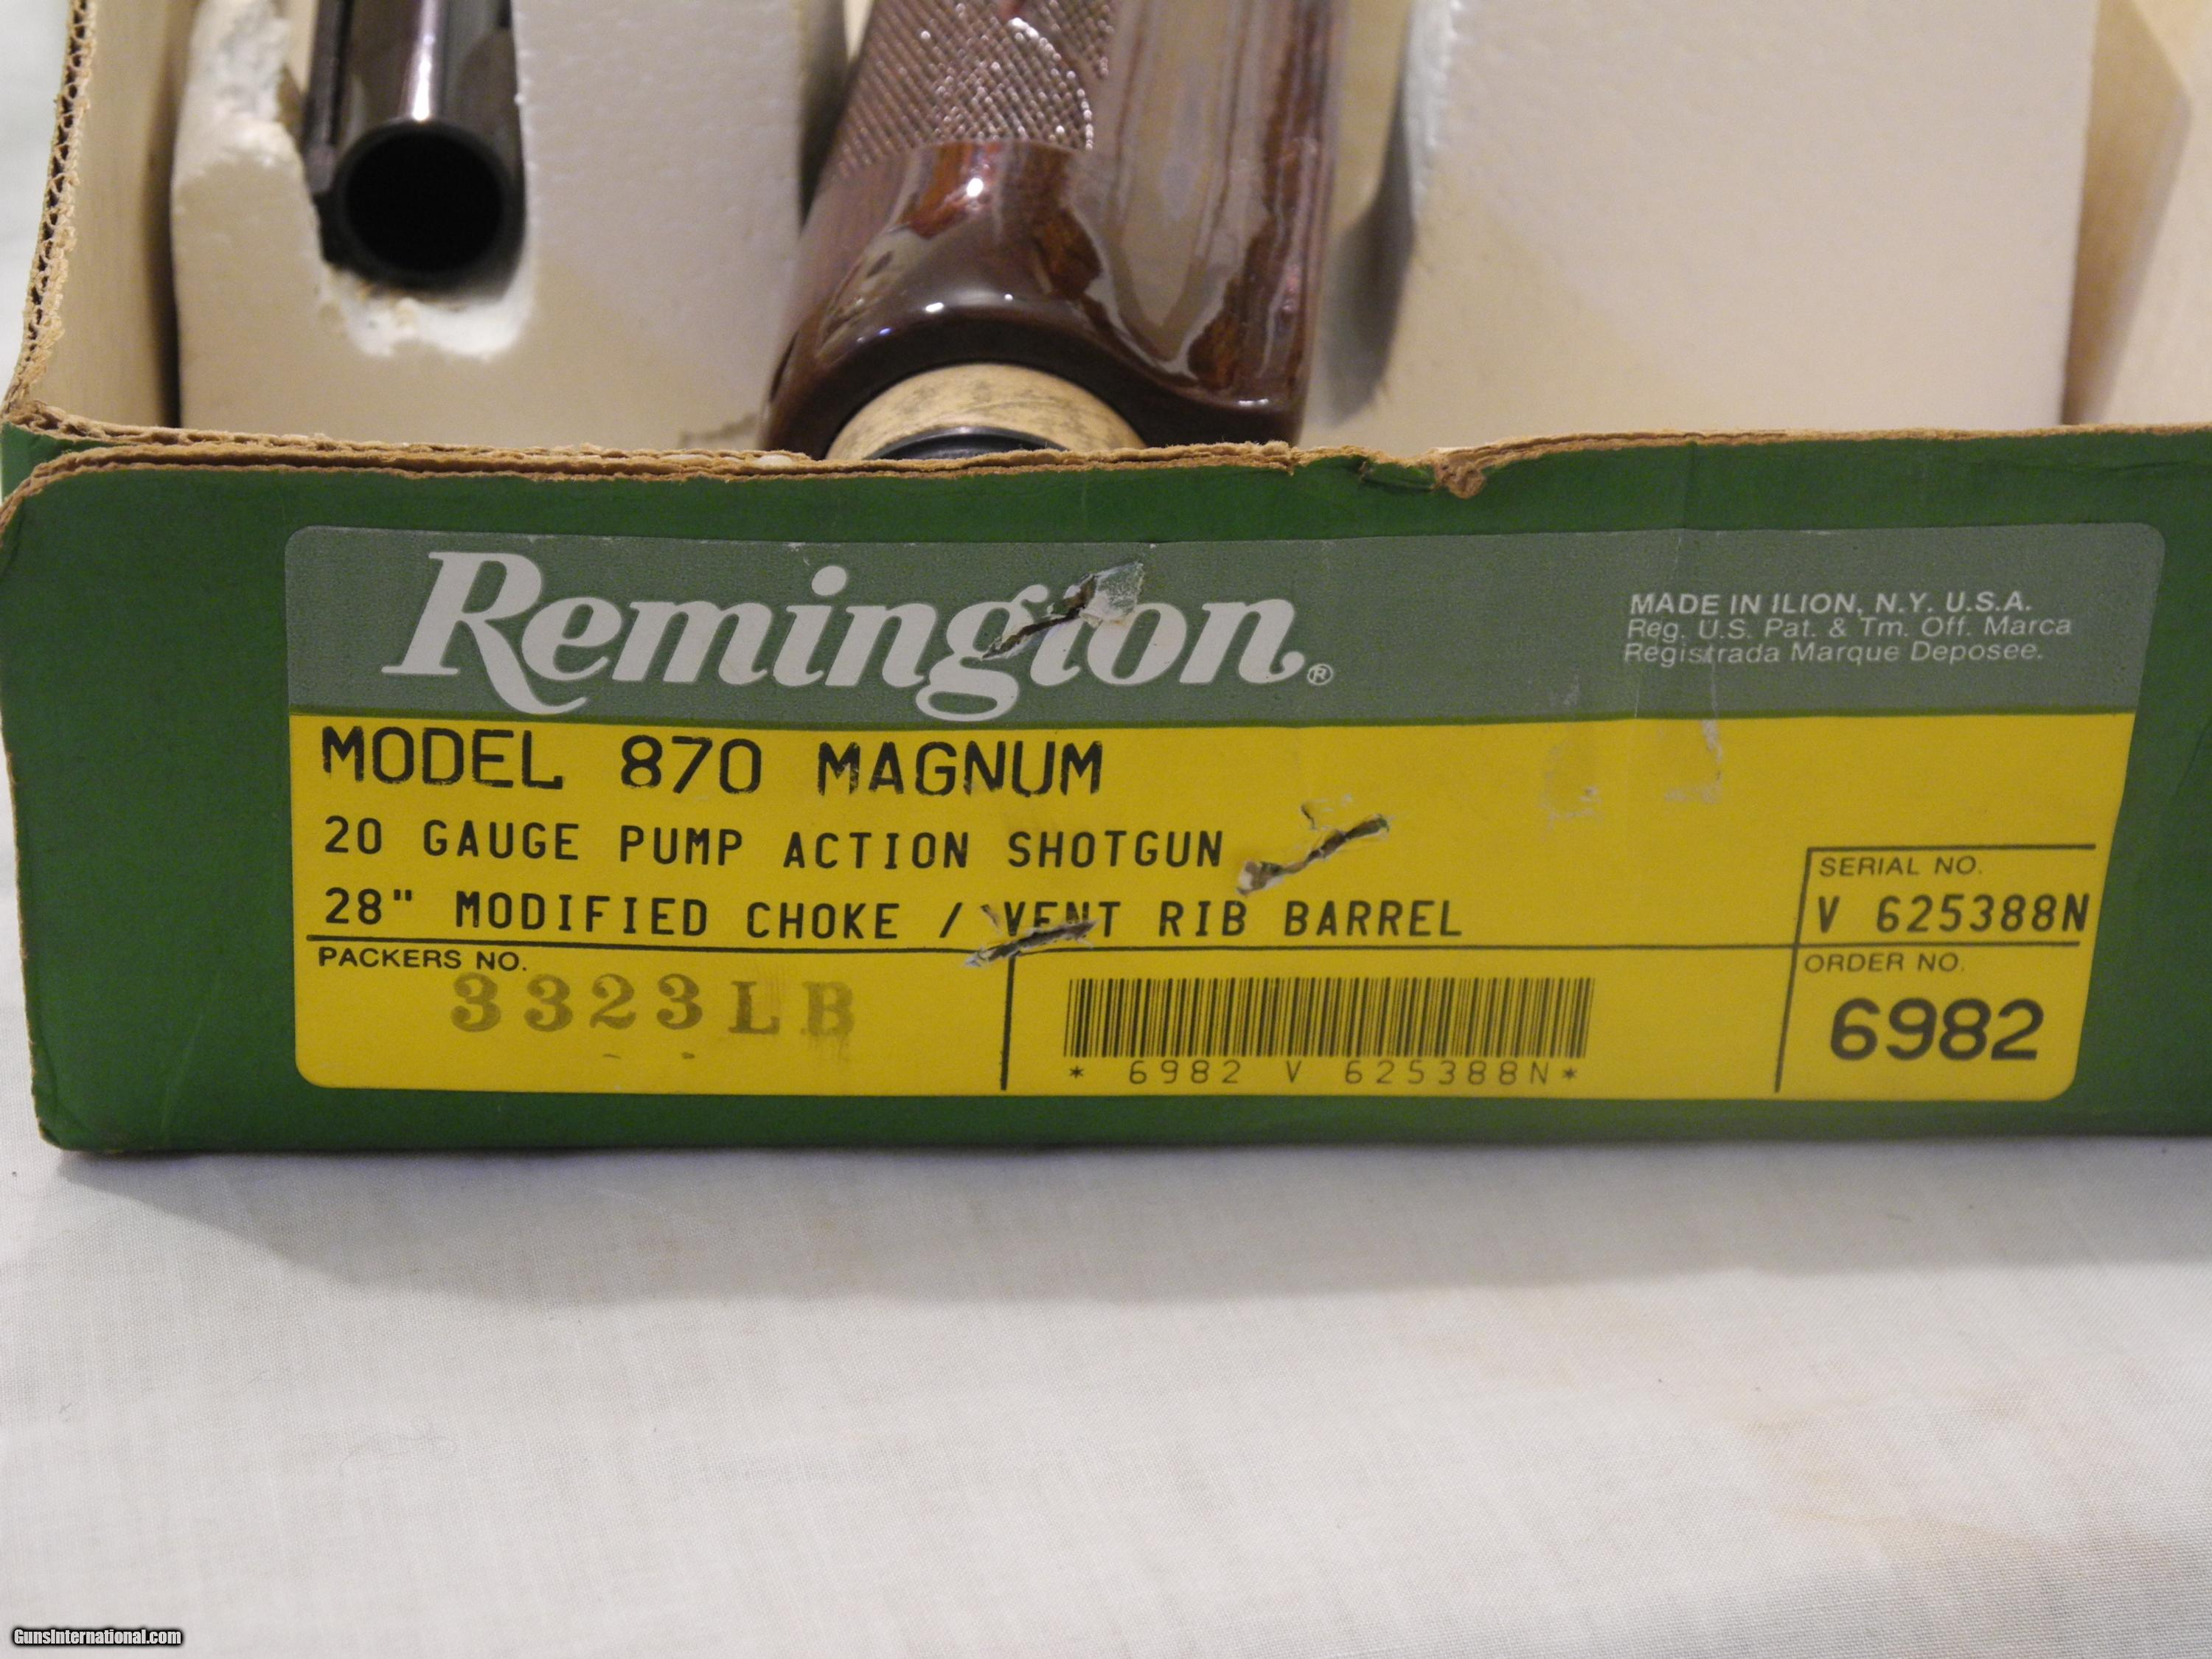 Remington®
MADE IN ILION, N.Y. U.S.A.
Reg. U.S. Pat. & Tm. Off. Marca
Registrada Marque Deposee.
MODEL 870 MAGNUM
20 GAUGE PUMP ACTION SHOTGUN
28" MODIFIED CHOKE / VENT RIB BARREL
SERIAL NO.
V 625388N
PACKERS NO.
3323LB
* 6982 V 625388N*
ORDER NO.
6982
GunsInternational.com